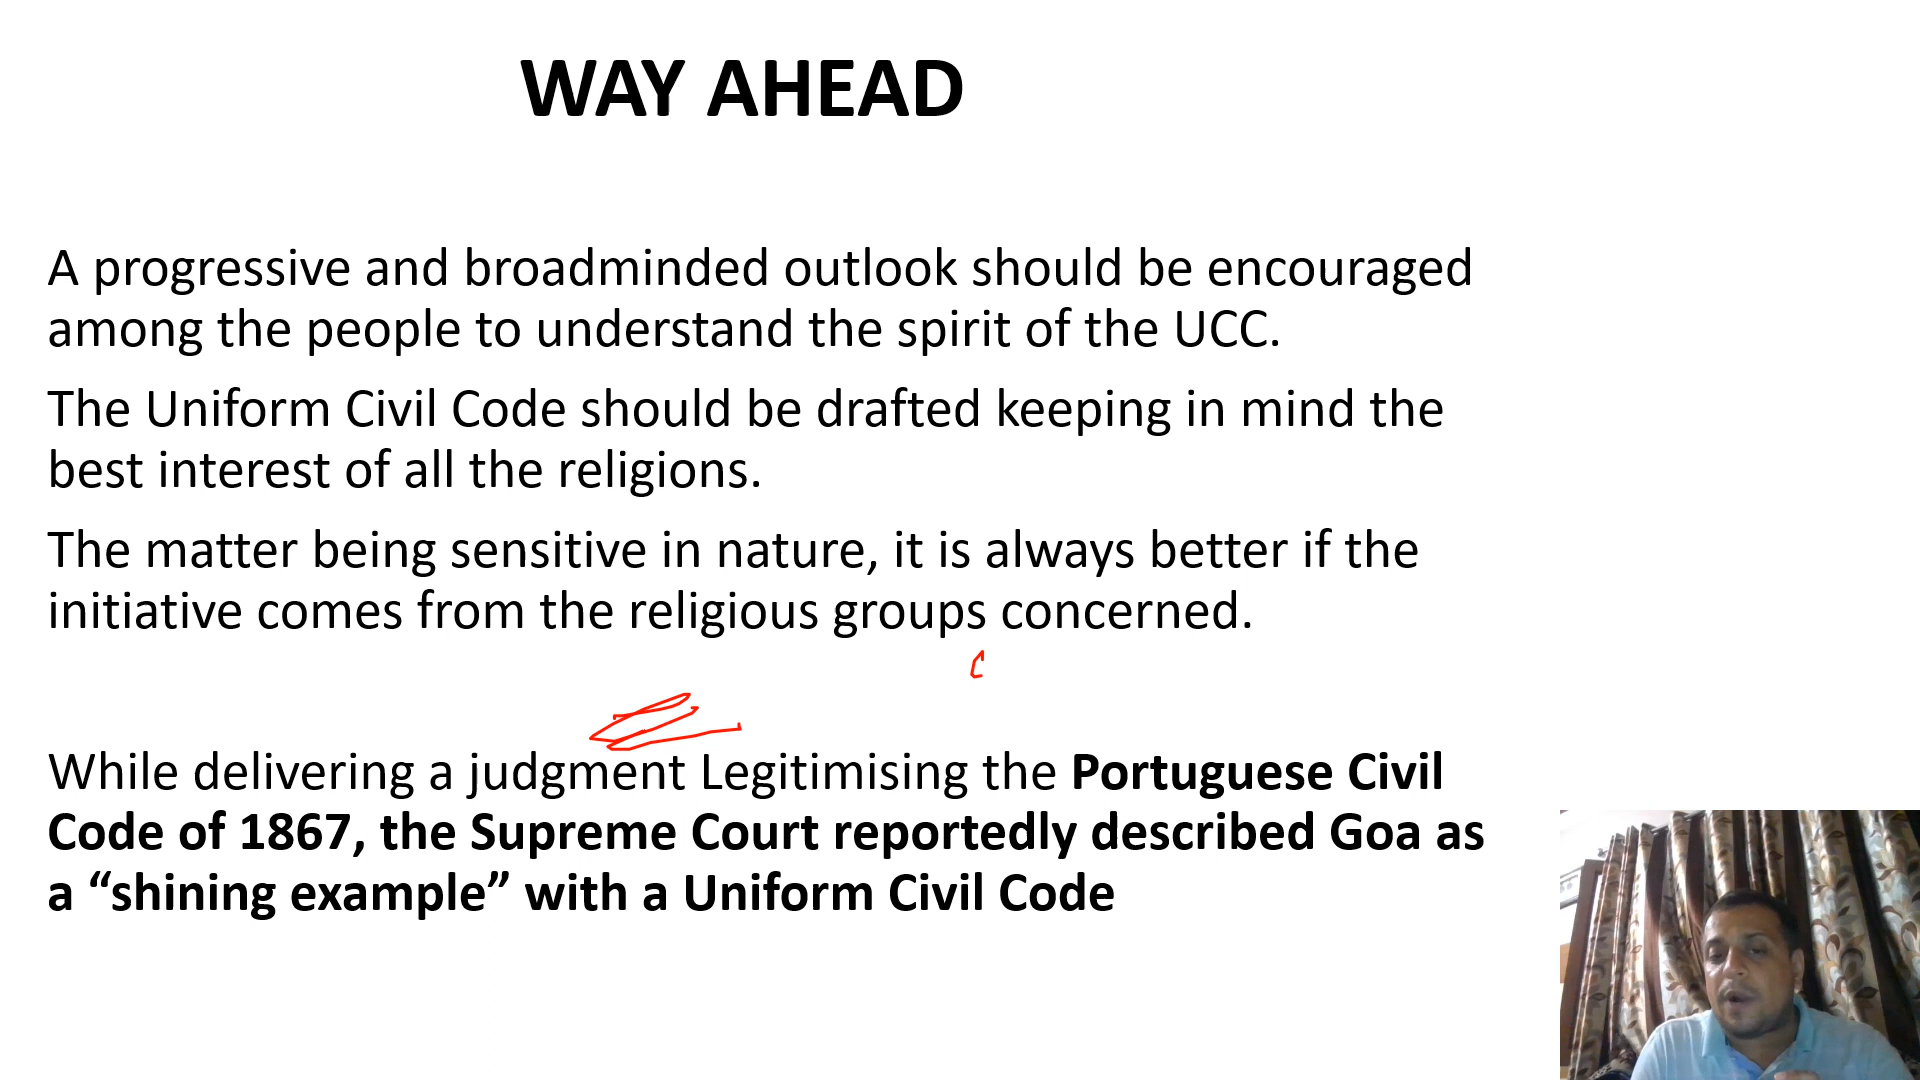 WAY AHEAD
A progressive and broadminded outlook should be encouraged
among the people to understand the spirit of the UCC.
The Uniform Civil Code should be drafted keeping in mind the
best interest of all the religions.
The matter being sensitive in nature, it is always better if the
initiative comes from the religious groups concerned.
While delivering a judgment Legitimising the Portuguese Civil
Code of 1867, the Supreme Court reportedly described Goa as
a “shining example” with a Uniform Civil Code